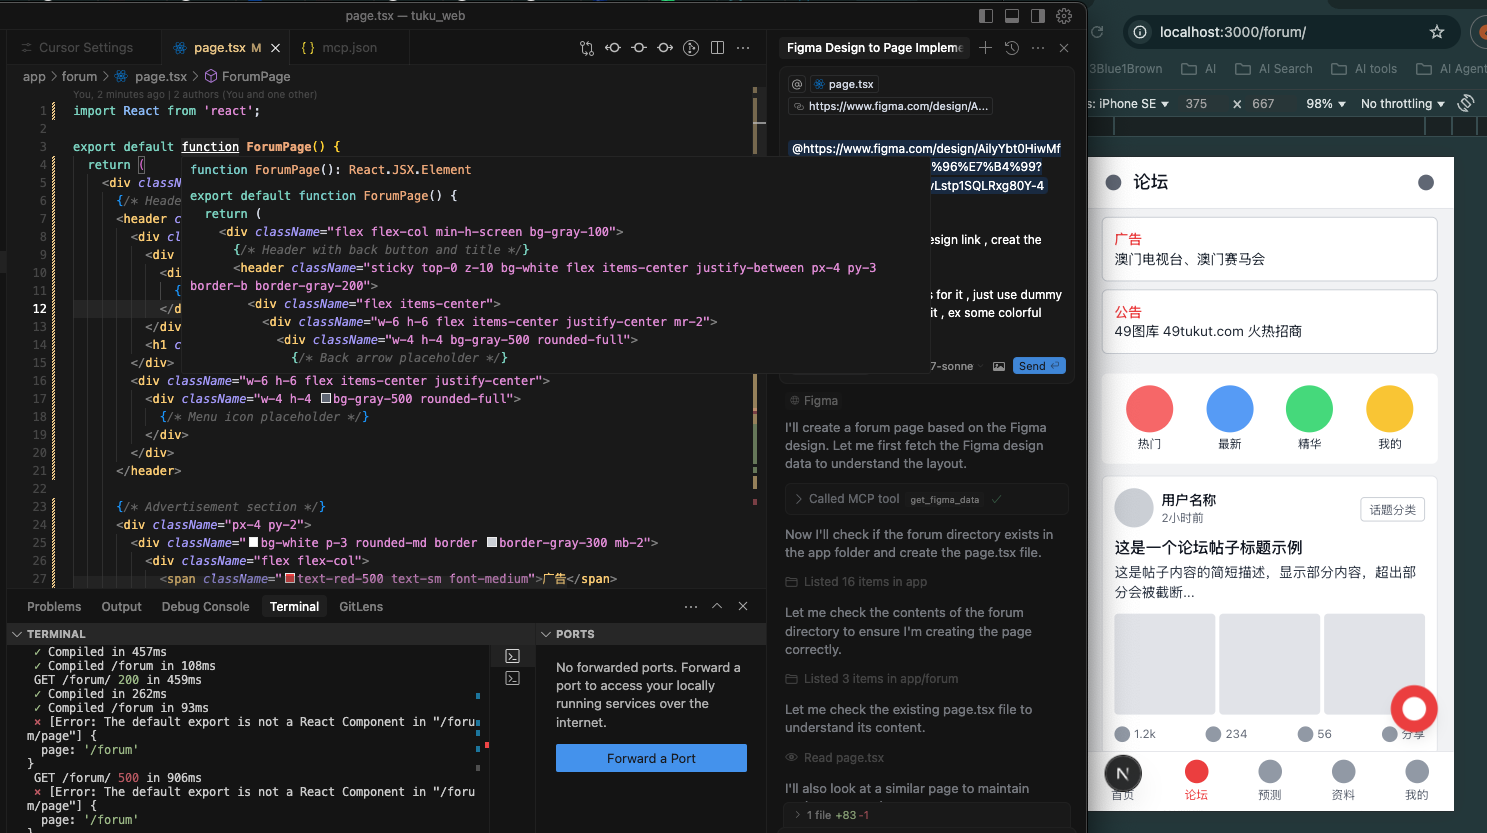 page.tsx — tuku_web
Cursor Settings
page.tsx M
{} mcp.json
app > forum > page.tsx > ForumPage
You, 2 minutes ago | 2 authors (You and one other)
1 import React from 'react';
2
3 export default function ForumPage() {
4 return (
5 <div classN
6 {/* Heade
7 <header c
8 <div cl
9 <div
10 <di
11 {
12 </d
13 </div
14 <h1 c
15 </div>
16 <div className="w-6 h-6 flex items-center justify-center">
17 <div className="w-4 h-4 bg-gray-500 rounded-full">
18 {/* Menu icon placeholder */}
19 </div>
20 </div>
21 </header>
22
23 {/* Advertisement section */}
24 <div className="px-4 py-2">
25 <div className="bg-white p-3 rounded-md border border-gray-300 mb-2">
26 <div className="flex flex-col">
27 <span className="text-red-500 text-sm font-medium">广告</span>
function ForumPage(): React.JSX.Element
export default function ForumPage() {
return (
<div className="flex flex-col min-h-screen bg-gray-100">
{/* Header with back button and title */}
<header className="sticky top-0 z-10 bg-white flex items-center justify-between px-4 py-3
border-b border-gray-200">
<div className="flex items-center">
<div className="w-6 h-6 flex items-center justify-center mr-2">
<div className="w-4 h-4 bg-gray-500 rounded-full">
{/* Back arrow placeholder */}
Problems
Output
Debug Console
Terminal
GitLens
TERMINAL
✓ Compiled in 457ms
✓ Compiled /forum in 108ms
GET /forum/ 200 in 459ms
✓ Compiled in 262ms
✓ Compiled /forum in 93ms
⨯ [Error: The default export is not a React Component in "/foru
m/page"] {
page: '/forum'
}
GET /forum/ 500 in 906ms
⨯ [Error: The default export is not a React Component in "/foru
m/page"] {
page: '/forum'
}
PORTS
No forwarded ports. Forward a
port to access your locally
running services over the
internet.
Forward a Port
Figma Design to Page Impleme
@
page.tsx
https://www.figma.com/design/A...
@https://www.figma.com/design/AilyYbt0HiwMf
%96%E7%B4%99?
Lstp1SQLRxg80Y-4
esign link , creat the
s for it , just use dummy
it , ex some colorful
7-sonne
Send
Figma
I'll create a forum page based on the Figma
design. Let me first fetch the Figma design
data to understand the layout.
Called MCP tool get_figma_data ✓
Now I'll check if the forum directory exists in
the app folder and create the page.tsx file.
Listed 16 items in app
Let me check the contents of the forum
directory to ensure I'm creating the page
correctly.
Listed 3 items in app/forum
Let me check the existing page.tsx file to
understand its content.
Read page.tsx
I'll also look at a similar page to maintain
1 file +83 -1
localhost:3000/forum/
3Blue1Brown
AI
AI Search
AI tools
AI Agent
s: iPhone SE ▼
375 × 667
98% ▼
No throttling ▼
论坛
广告
澳门电视台、澳门赛马会
公告
49图库 49tukut.com 火热招商
热门
最新
精华
我的
用户名称
2小时前
话题分类
这是一个论坛帖子标题示例
这是帖子内容的简短描述，显示部分内容，超出部
分会被截断...
1.2k
234
56
分享
N
首页
论坛
预测
资料
我的